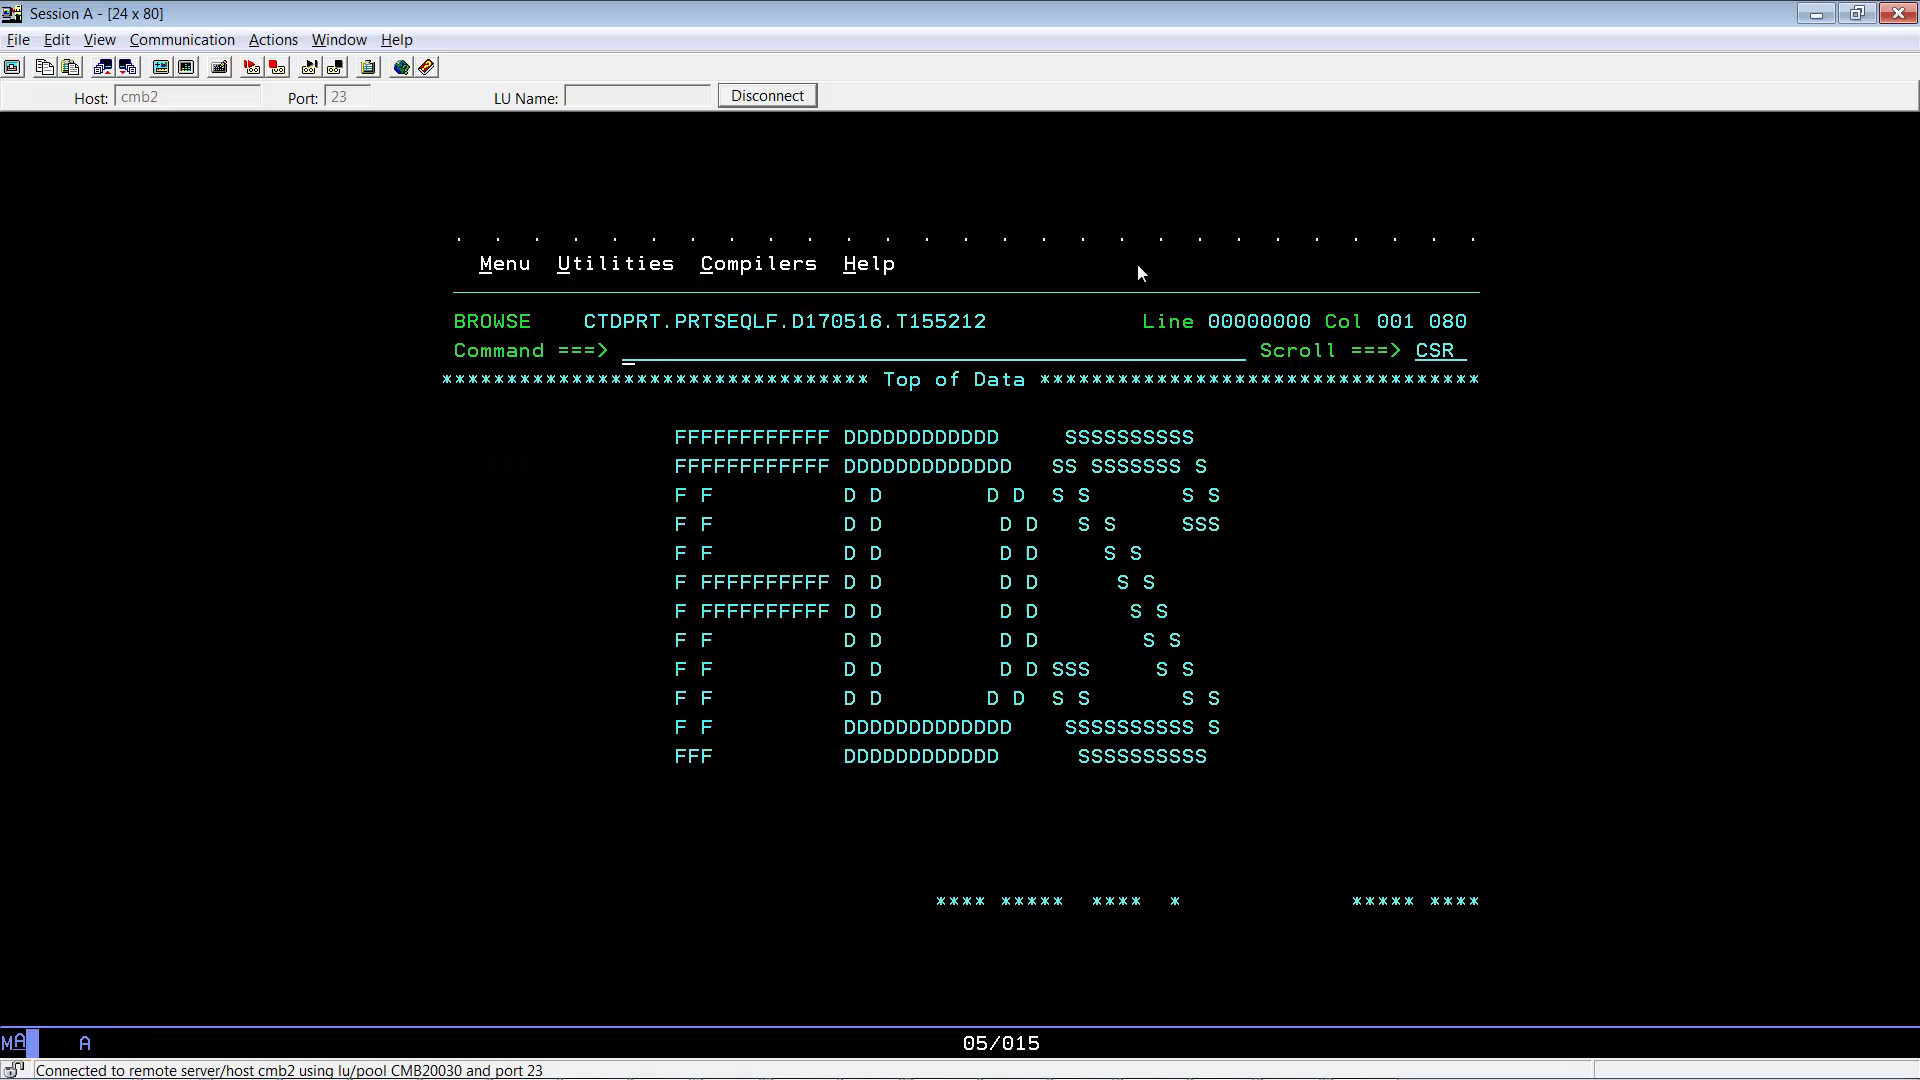 Session A - [24 x 80]
File Edit View Communication Actions Window Help
Host: cmb2 Port: 23 LU Name: Disconnect
. . . . . . . . . . . . . . . . . . . . . . . . . . .
Menu Utilities Compilers Help
BROWSE CTDPRT.PRTSEQLF.D170516.T155212 Line 00000000 Col 001 080
Command ===> Scroll ===> CSR
********************************* Top of Data **********************************
FFFFFFFFFFFF DDDDDDDDDDDD     SSSSSSSSSS
FFFFFFFFFFFF DDDDDDDDDDDDD   SS SSSSSSS S
F F          D D        D D  S S       S S
F F          D D         D D   S S     SSS
F F          D D         D D     S S
F FFFFFFFFFF D D         D D      S S
F FFFFFFFFFF D D         D D       S S
F F          D D         D D        S S
F F          D D         D D SSS     S S
F F          D D        D D  S S       S S
F F          DDDDDDDDDDDDD    SSSSSSSSSS S
FFF          DDDDDDDDDDDD      SSSSSSSSSS
**** *****  ****  *             ***** ****
MA A 05/015
Connected to remote server/host cmb2 using lu/pool CMB20030 and port 23